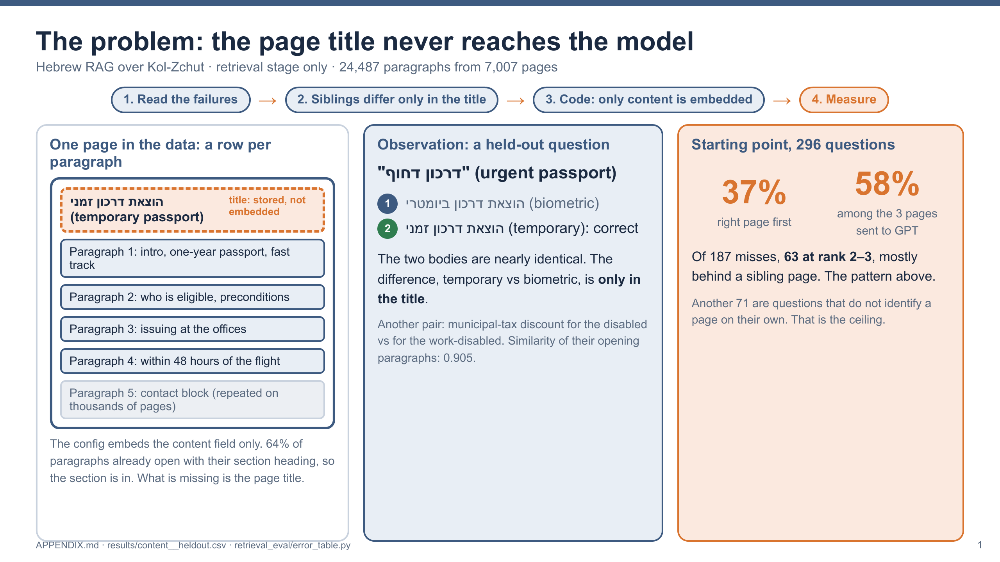 The problem: the page title never reaches the model
Hebrew RAG over Kol-Zchut · retrieval stage only · 24,487 paragraphs from 7,007 pages
1. Read the failures → 2. Siblings differ only in the title → 3. Code: only content is embedded → 4. Measure
One page in the data: a row per
paragraph
הוצאת דרכון זמני
(temporary passport)
title: stored, not
embedded
Paragraph 1: intro, one-year passport, fast
track
Paragraph 2: who is eligible, preconditions
Paragraph 3: issuing at the offices
Paragraph 4: within 48 hours of the flight
Paragraph 5: contact block (repeated on
thousands of pages)
The config embeds the content field only. 64% of
paragraphs already open with their section heading, so
the section is in. What is missing is the page title.
Observation: a held-out question
"דרכון דחוף" (urgent passport)
1 הוצאת דרכון ביומטרי (biometric)
2 הוצאת דרכון זמני (temporary): correct
The two bodies are nearly identical. The
difference, temporary vs biometric, is only in
the title.
Another pair: municipal-tax discount for the disabled
vs for the work-disabled. Similarity of their opening
paragraphs: 0.905.
Starting point, 296 questions
37%
right page first
58%
among the 3 pages
sent to GPT
Of 187 misses, 63 at rank 2–3, mostly
behind a sibling page. The pattern above.
Another 71 are questions that do not identify a
page on their own. That is the ceiling.
APPENDIX.md · results/content__heldout.csv · retrieval_eval/error_table.py
1